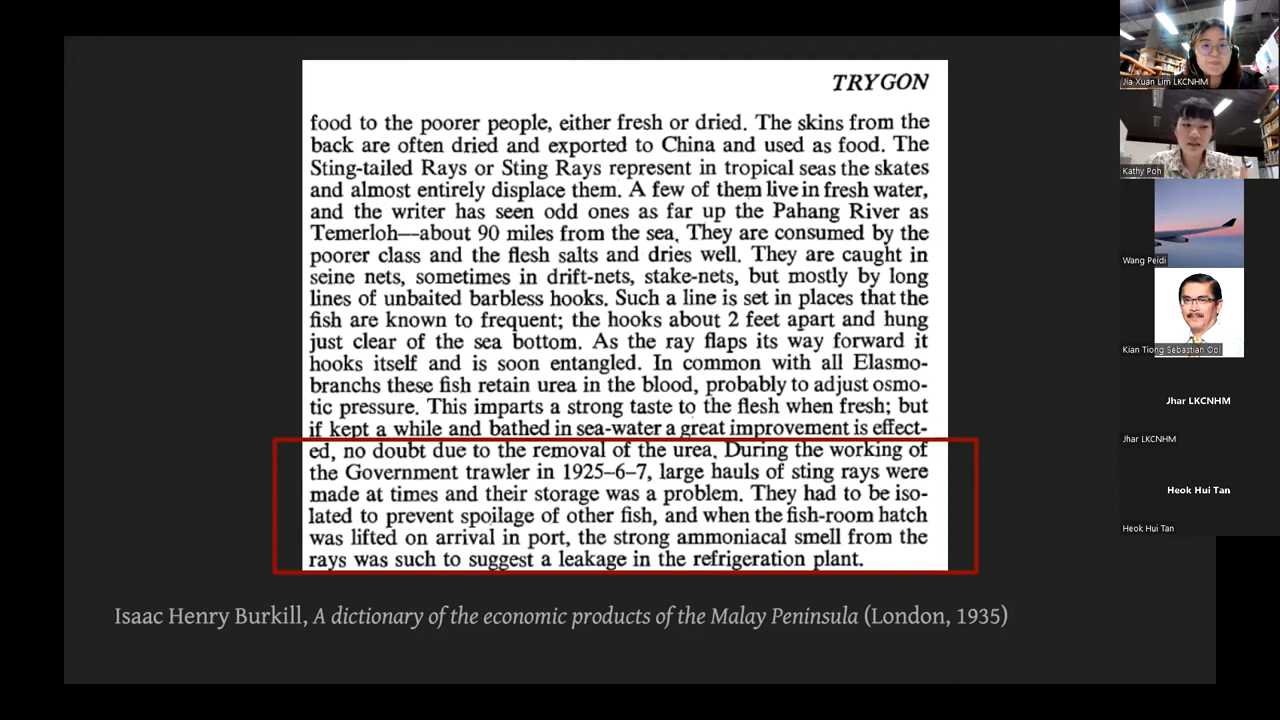 TRYGON
food to the poorer people, either fresh or dried. The skins from the
back are often dried and exported to China and used as food. The
Sting-tailed Rays or Sting Rays represent in tropical seas the skates
and almost entirely displace them. A few of them live in fresh water,
and the writer has seen odd ones as far up the Pahang River as
Temerloh—about 90 miles from the sea. They are consumed by the
poorer class and the flesh salts and dries well. They are caught in
seine nets, sometimes in drift-nets, stake-nets, but mostly by long
lines of unbaited barbless hooks. Such a line is set in places that the
fish are known to frequent; the hooks about 2 feet apart and hung
just clear of the sea bottom. As the ray flaps its way forward it
hooks itself and is soon entangled. In common with all Elasmo-
branchs these fish retain urea in the blood, probably to adjust osmo-
tic pressure. This imparts a strong taste to the flesh when fresh; but
if kept a while and bathed in sea-water a great improvement is effect-
ed, no doubt due to the removal of the urea. During the working of
the Government trawler in 1925–6–7, large hauls of sting rays were
made at times and their storage was a problem. They had to be iso-
lated to prevent spoilage of other fish, and when the fish-room hatch
was lifted on arrival in port, the strong ammoniacal smell from the
rays was such to suggest a leakage in the refrigeration plant.
Isaac Henry Burkill, A dictionary of the economic products of the Malay Peninsula (London, 1935)
Jia Xuan Lim LKCNHM
Kathy Poh
Wang Peidi
Kian Tiong Sebastian Ooi
Jhar LKCNHM
Jhar LKCNHM
Heok Hui Tan
Heok Hui Tan